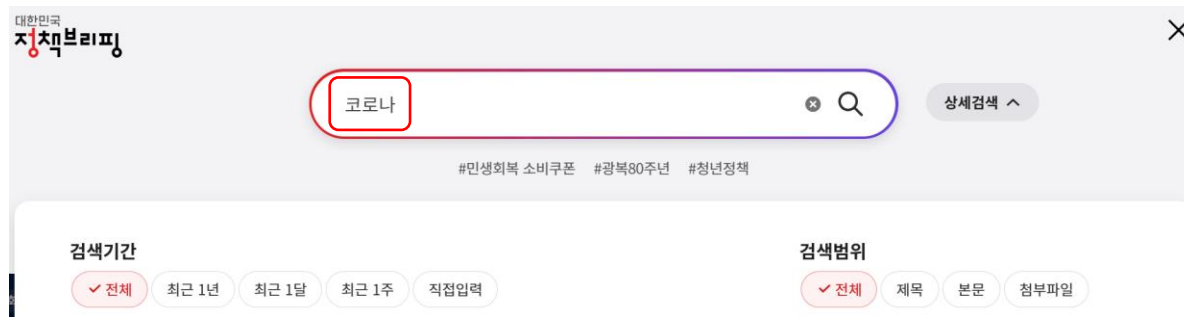 대한민국
정책브리핑
코로나
상세검색
#민생회복 소비쿠폰 #광복80주년 #청년정책
검색기간
전체 최근 1년 최근 1달 최근 1주 직접입력
검색범위
전체 제목 본문 첨부파일